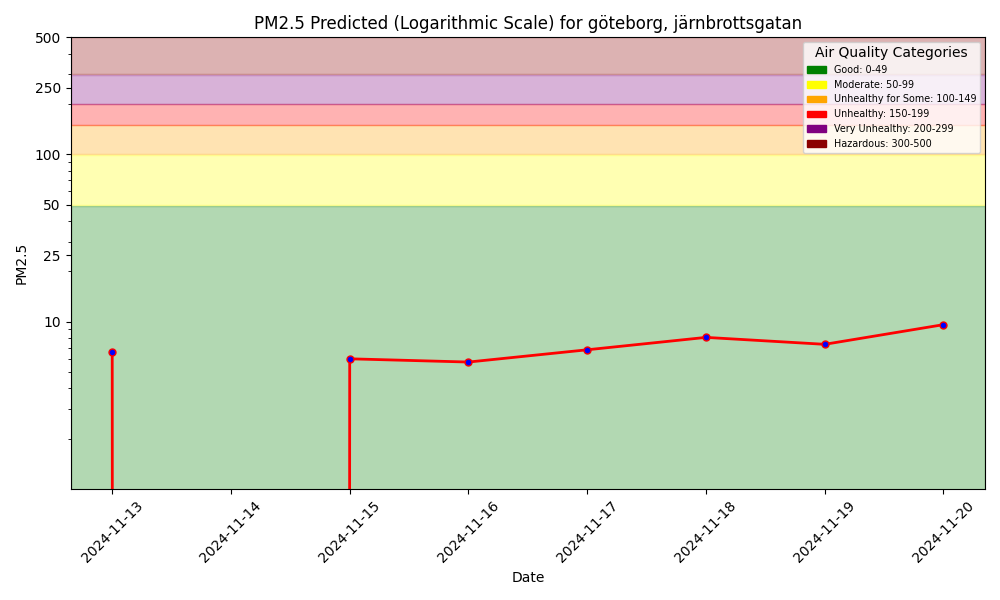 PM2.5 Predicted (Logarithmic Scale) for göteborg, järnbrottsgatan
500
250
100
50
25
10
PM2.5
Air Quality Categories
Good: 0-49
Moderate: 50-99
Unhealthy for Some: 100-149
Unhealthy: 150-199
Very Unhealthy: 200-299
Hazardous: 300-500
2024-11-13
2024-11-14
2024-11-15
2024-11-16
2024-11-17
2024-11-18
2024-11-19
2024-11-20
Date